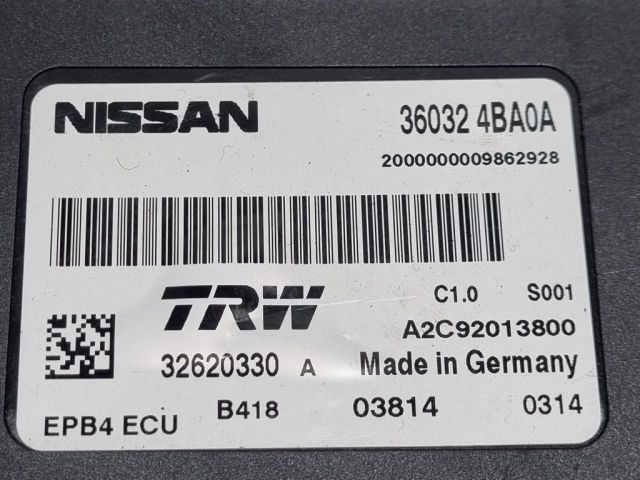 NISSAN 36032 4BA0A
2000000009862928
TRW C1.0 S001
A2C92013800
32620330 A Made in Germany
EPB4 ECU B418 03814 0314